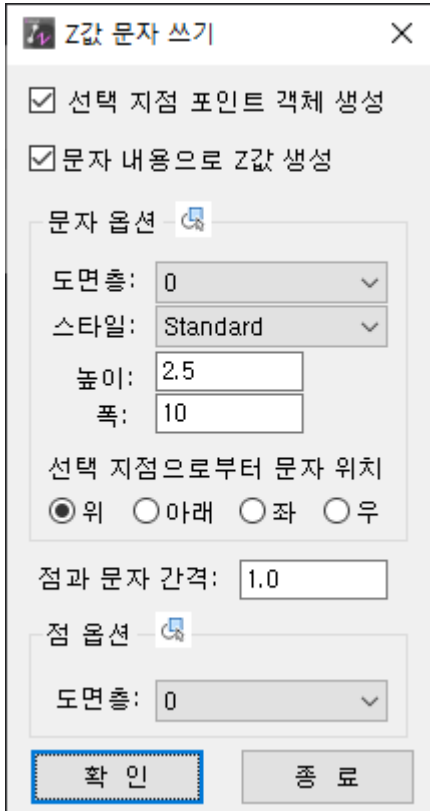 Z값 문자 쓰기
선택 지점 포인트 객체 생성
문자 내용으로 Z값 생성
문자 옵션
도면층: 0
스타일: Standard
높이: 2.5
폭: 10
선택 지점으로부터 문자 위치
위 아래 좌 우
점과 문자 간격: 1.0
점 옵션
도면층: 0
확 인 종 료